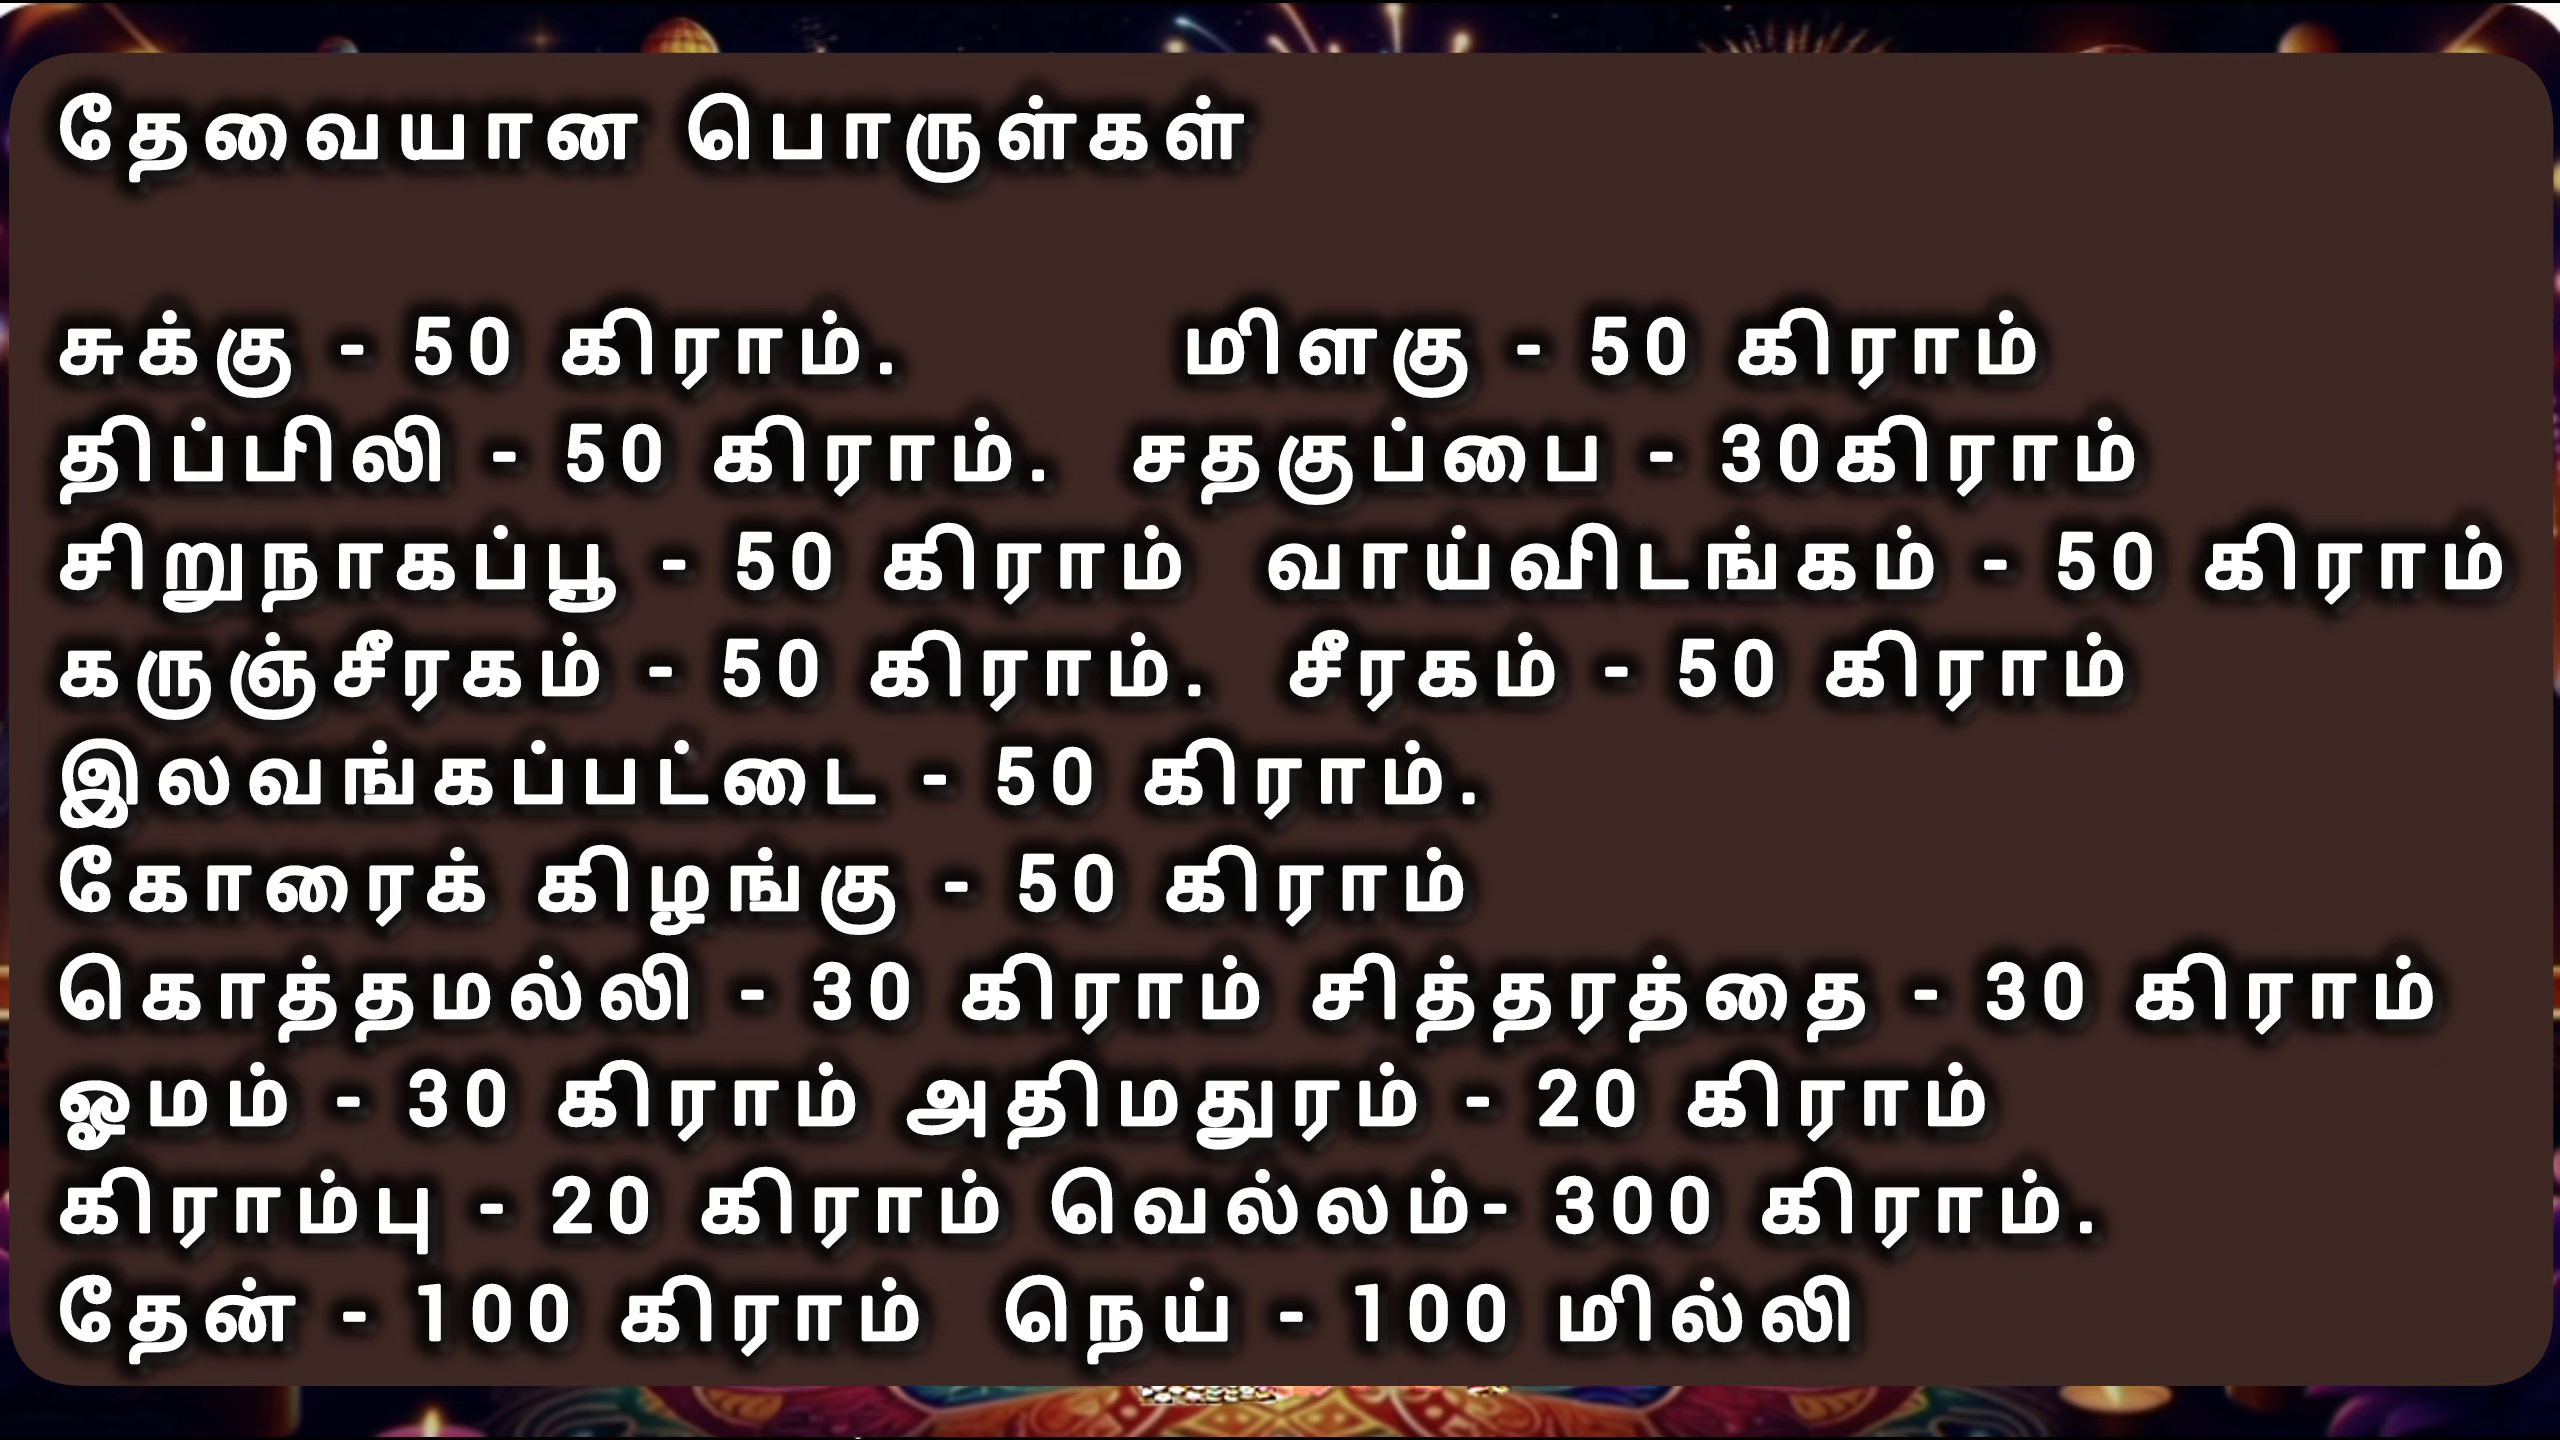 தேவையான பொருள்கள்
சுக்கு - 50 கிராம். மிளகு - 50 கிராம்
திப்பிலி - 50 கிராம். சதகுப்பை - 30கிராம்
சிறுநாகப்பூ - 50 கிராம் வாய்விடங்கம் - 50 கிராம்
கருஞ்சீரகம் - 50 கிராம். சீரகம் - 50 கிராம்
இலவங்கப்பட்டை - 50 கிராம்.
கோரைக் கிழங்கு - 50 கிராம்
கொத்தமல்லி - 30 கிராம் சித்தரத்தை - 30 கிராம்
ஓமம் - 30 கிராம் அதிமதுரம் - 20 கிராம்
கிராம்பு - 20 கிராம் வெல்லம்- 300 கிராம்.
தேன் - 100 கிராம் நெய் - 100 மில்லி